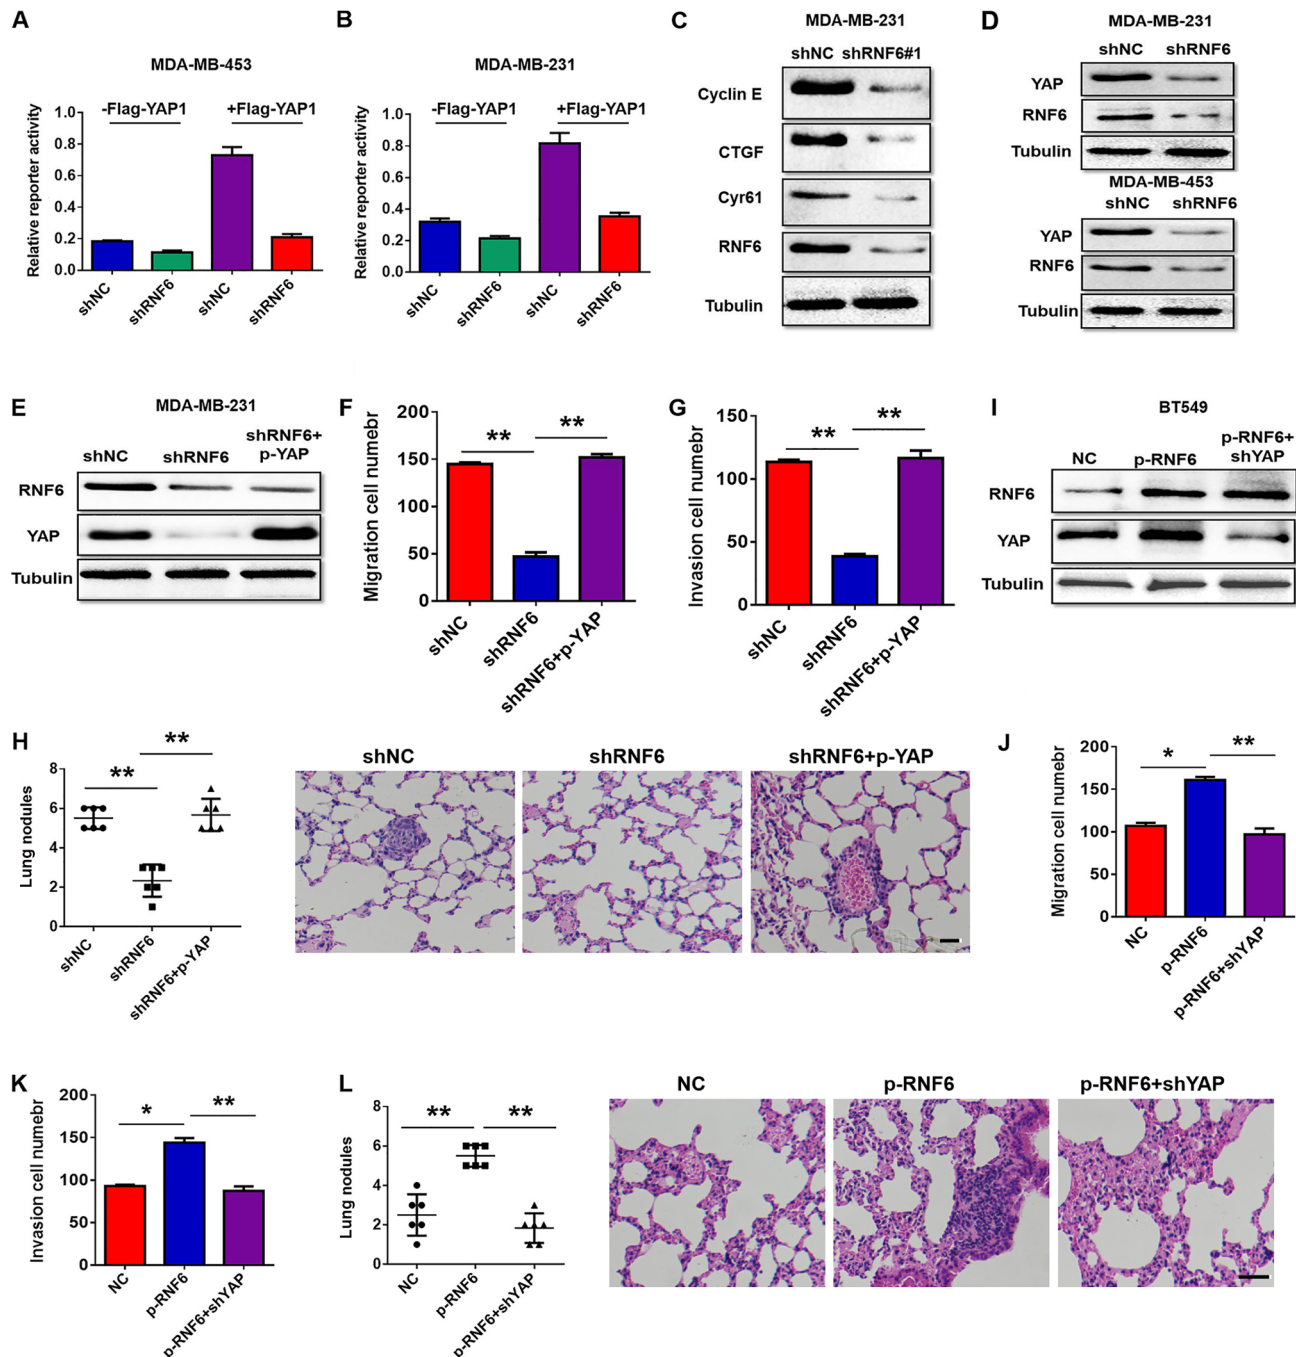 A
MDA-MB-453
-Flag-YAP1 +Flag-YAP1
Relative reporter activity
1.0
0.8
0.6
0.4
0.2
0.0
shNC
shRNF6
shNC
shRNF6
B
MDA-MB-231
-Flag-YAP1 +Flag-YAP1
Relative reporter activity
1.0
0.8
0.6
0.4
0.2
0.0
shNC
shRNF6
shNC
shRNF6
C
MDA-MB-231
shNC shRNF6#1
Cyclin E
CTGF
Cyr61
RNF6
Tubulin
D
MDA-MB-231
shNC shRNF6
YAP
RNF6
Tubulin
MDA-MB-453
shNC shRNF6
YAP
RNF6
Tubulin
E
MDA-MB-231
shNC shRNF6 shRNF6+
p-YAP
RNF6
YAP
Tubulin
F
Migration cell numebr
200
150
100
50
0
** **
shNC
shRNF6
shRNF6+p-YAP
G
Invasion cell numebr
150
100
50
0
** **
shNC
shRNF6
shRNF6+p-YAP
I
BT549
NC p-RNF6 p-RNF6+
shYAP
RNF6
YAP
Tubulin
H
Lung nodules
8
6
4
2
0
** **
shNC
shRNF6
shRNF6+p-YAP
shNC shRNF6 shRNF6+p-YAP
J
Migration cell numebr
200
150
100
50
0
* **
NC
p-RNF6
p-RNF6+shYAP
K
Invasion cell numebr
200
150
100
50
0
* **
NC
p-RNF6
p-RNF6+shYAP
L
Lung nodules
8
6
4
2
0
** **
NC
p-RNF6
p-RNF6+shYAP
NC p-RNF6 p-RNF6+shYAP